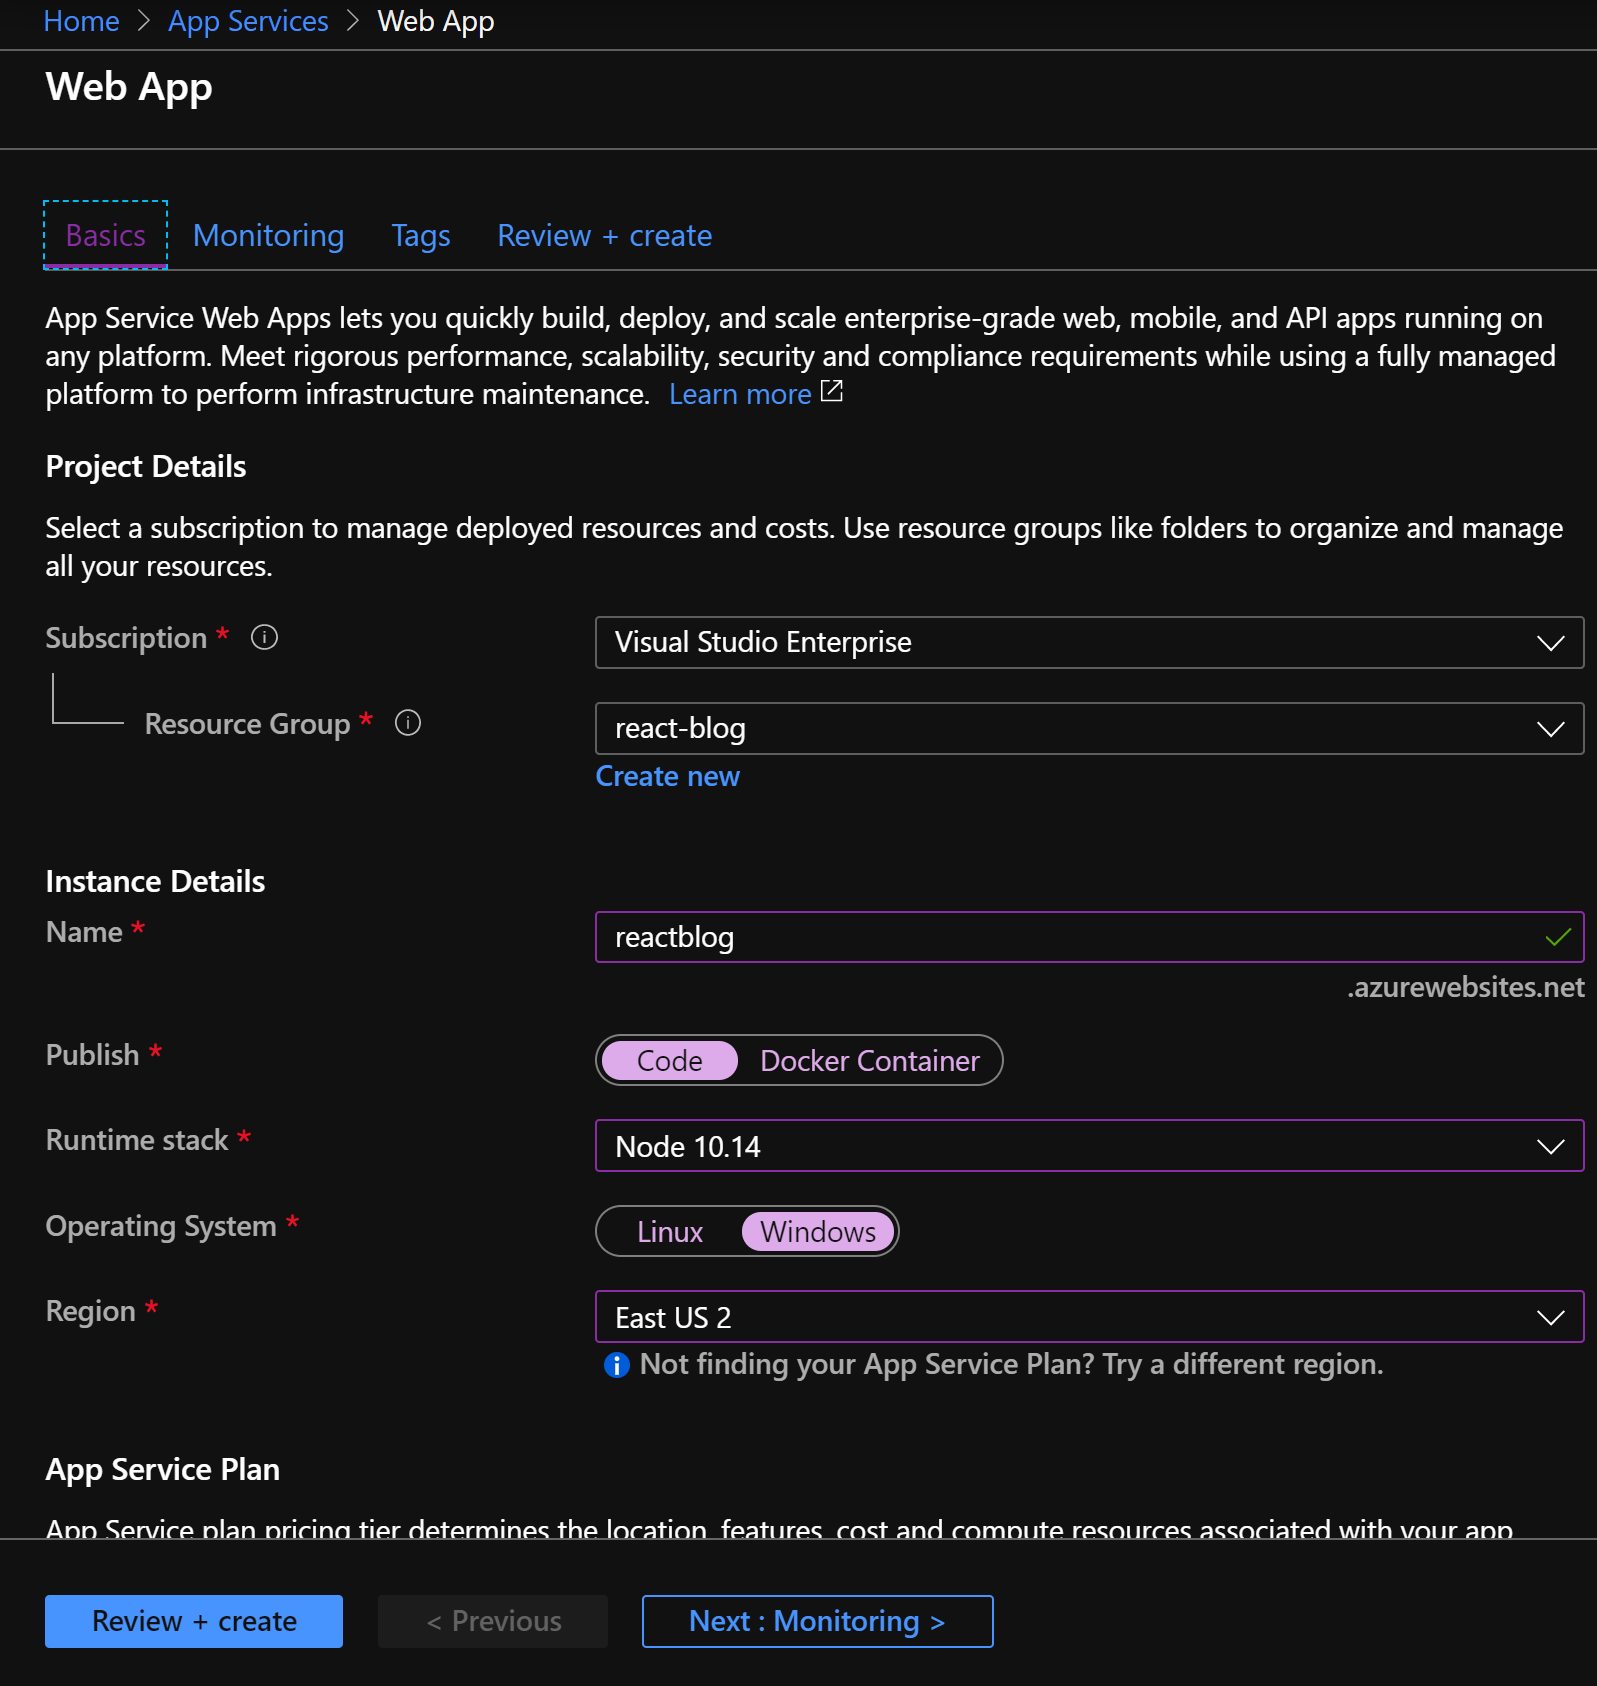 Home > App Services > Web App
Web App
Basics Monitoring Tags Review + create
App Service Web Apps lets you quickly build, deploy, and scale enterprise-grade web, mobile, and API apps running on
any platform. Meet rigorous performance, scalability, security and compliance requirements while using a fully managed
platform to perform infrastructure maintenance. Learn more
Project Details
Select a subscription to manage deployed resources and costs. Use resource groups like folders to organize and manage
all your resources.
Subscription * Visual Studio Enterprise
Resource Group * react-blog
Create new
Instance Details
Name * reactblog
.azurewebsites.net
Publish * Code Docker Container
Runtime stack * Node 10.14
Operating System * Linux Windows
Region * East US 2
Not finding your App Service Plan? Try a different region.
App Service Plan
App Service plan pricing tier determines the location, features, cost and compute resources associated with your app
Review + create < Previous Next : Monitoring >